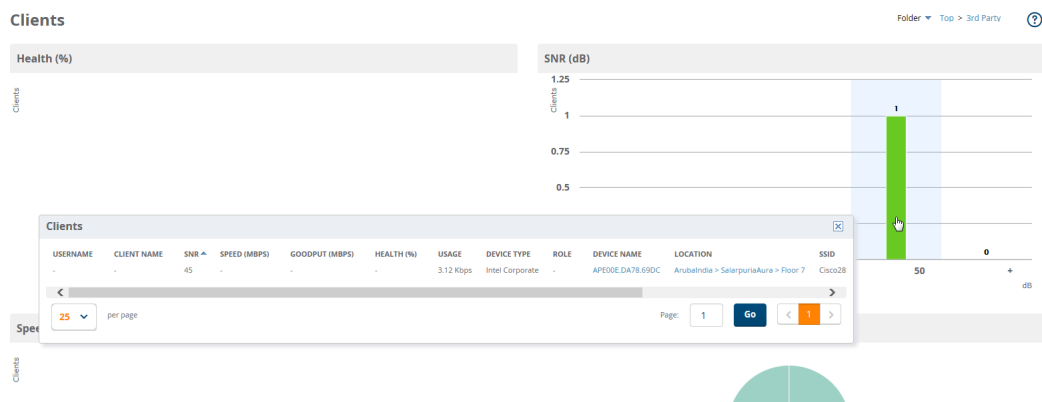 Clients
Folder Top > 3rd Party ?
Health (%)
SNR (dB)
Clients
Clients
1.25
1
0.75
0.5
1
0
50 +
dB
Clients
USERNAME CLIENT NAME SNR SPEED (MBPS) GOODPUT (MBPS) HEALTH (%) USAGE DEVICE TYPE ROLE DEVICE NAME LOCATION SSID
- - 45 - - - 3.12 Kbps Intel Corporate - APE00E.DA78.69DC ArubaIndia > SalarpuriaAura > Floor 7 Cisco28
25 per page Page: 1 Go < 1 >
Spee
Clients